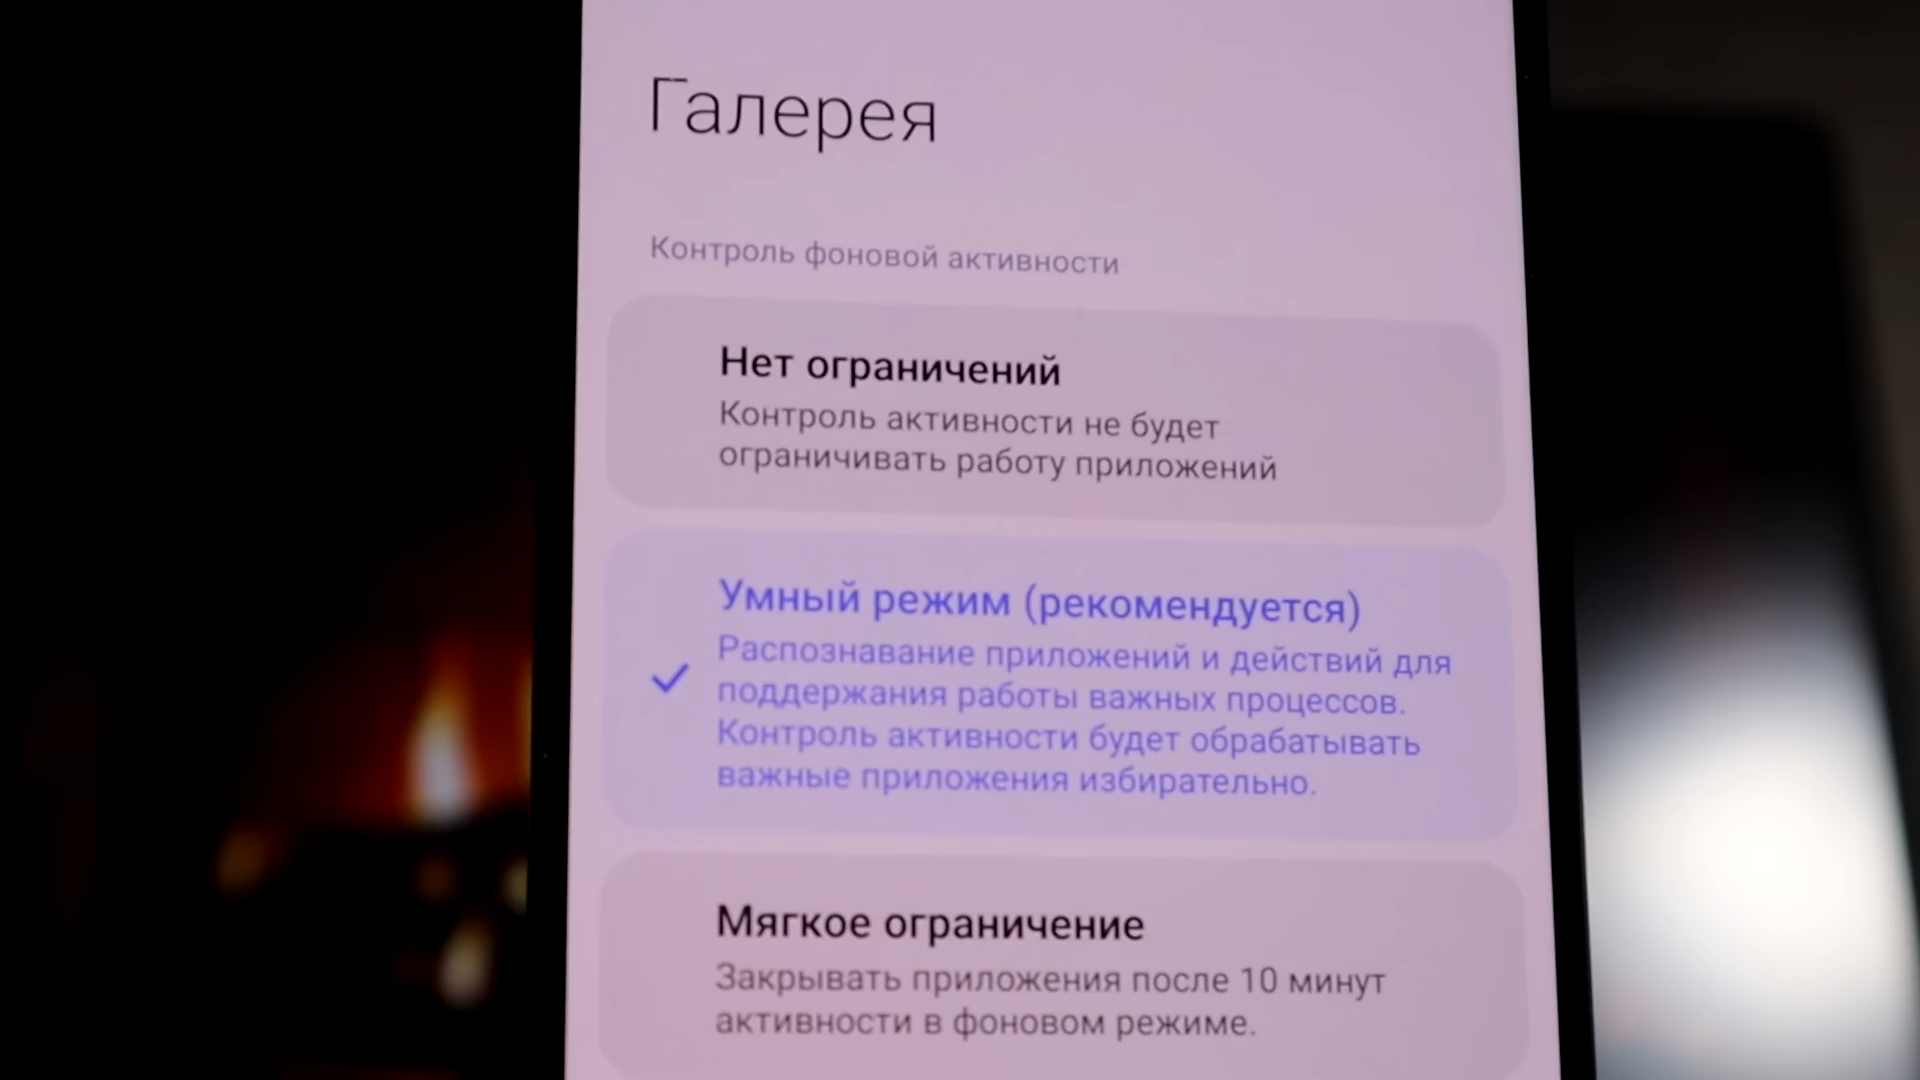 Галерея
Контроль фоновой активности
Нет ограничений
Контроль активности не будет
ограничивать работу приложений
Умный режим (рекомендуется)
Распознавание приложений и действий для
поддержания работы важных процессов.
Контроль активности будет обрабатывать
важные приложения избирательно.
Мягкое ограничение
Закрывать приложения после 10 минут
активности в фоновом режиме.